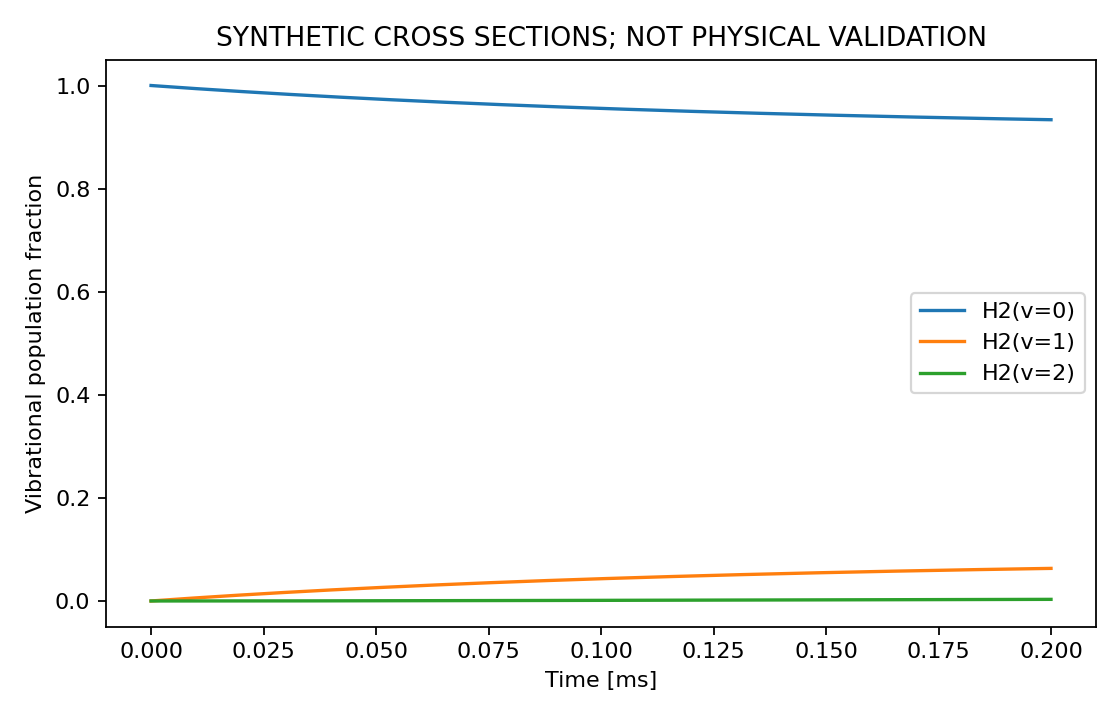 SYNTHETIC CROSS SECTIONS; NOT PHYSICAL VALIDATION
Vibrational population fraction
1.0
0.8
0.6
0.4
0.2
0.0
H2(v=0)
H2(v=1)
H2(v=2)
0.000 0.025 0.050 0.075 0.100 0.125 0.150 0.175 0.200
Time [ms]